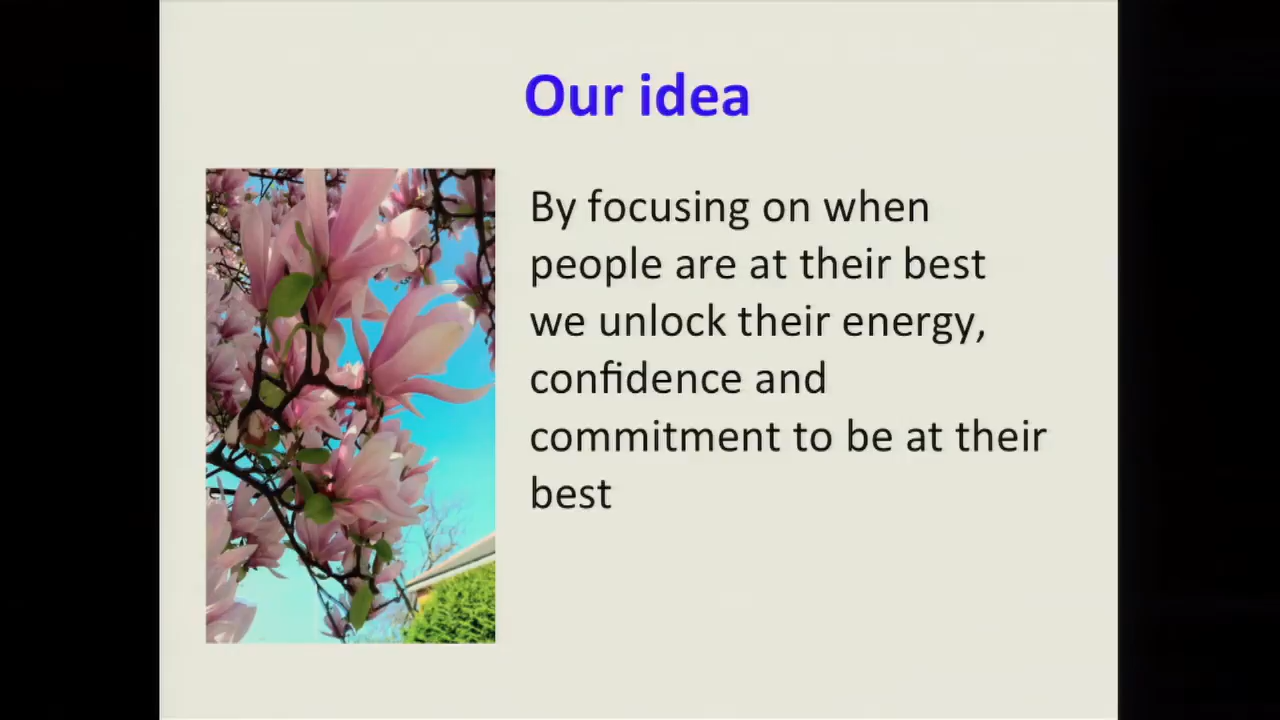 Our idea
By focusing on when
people are at their best
we unlock their energy,
confidence and
commitment to be at their
best